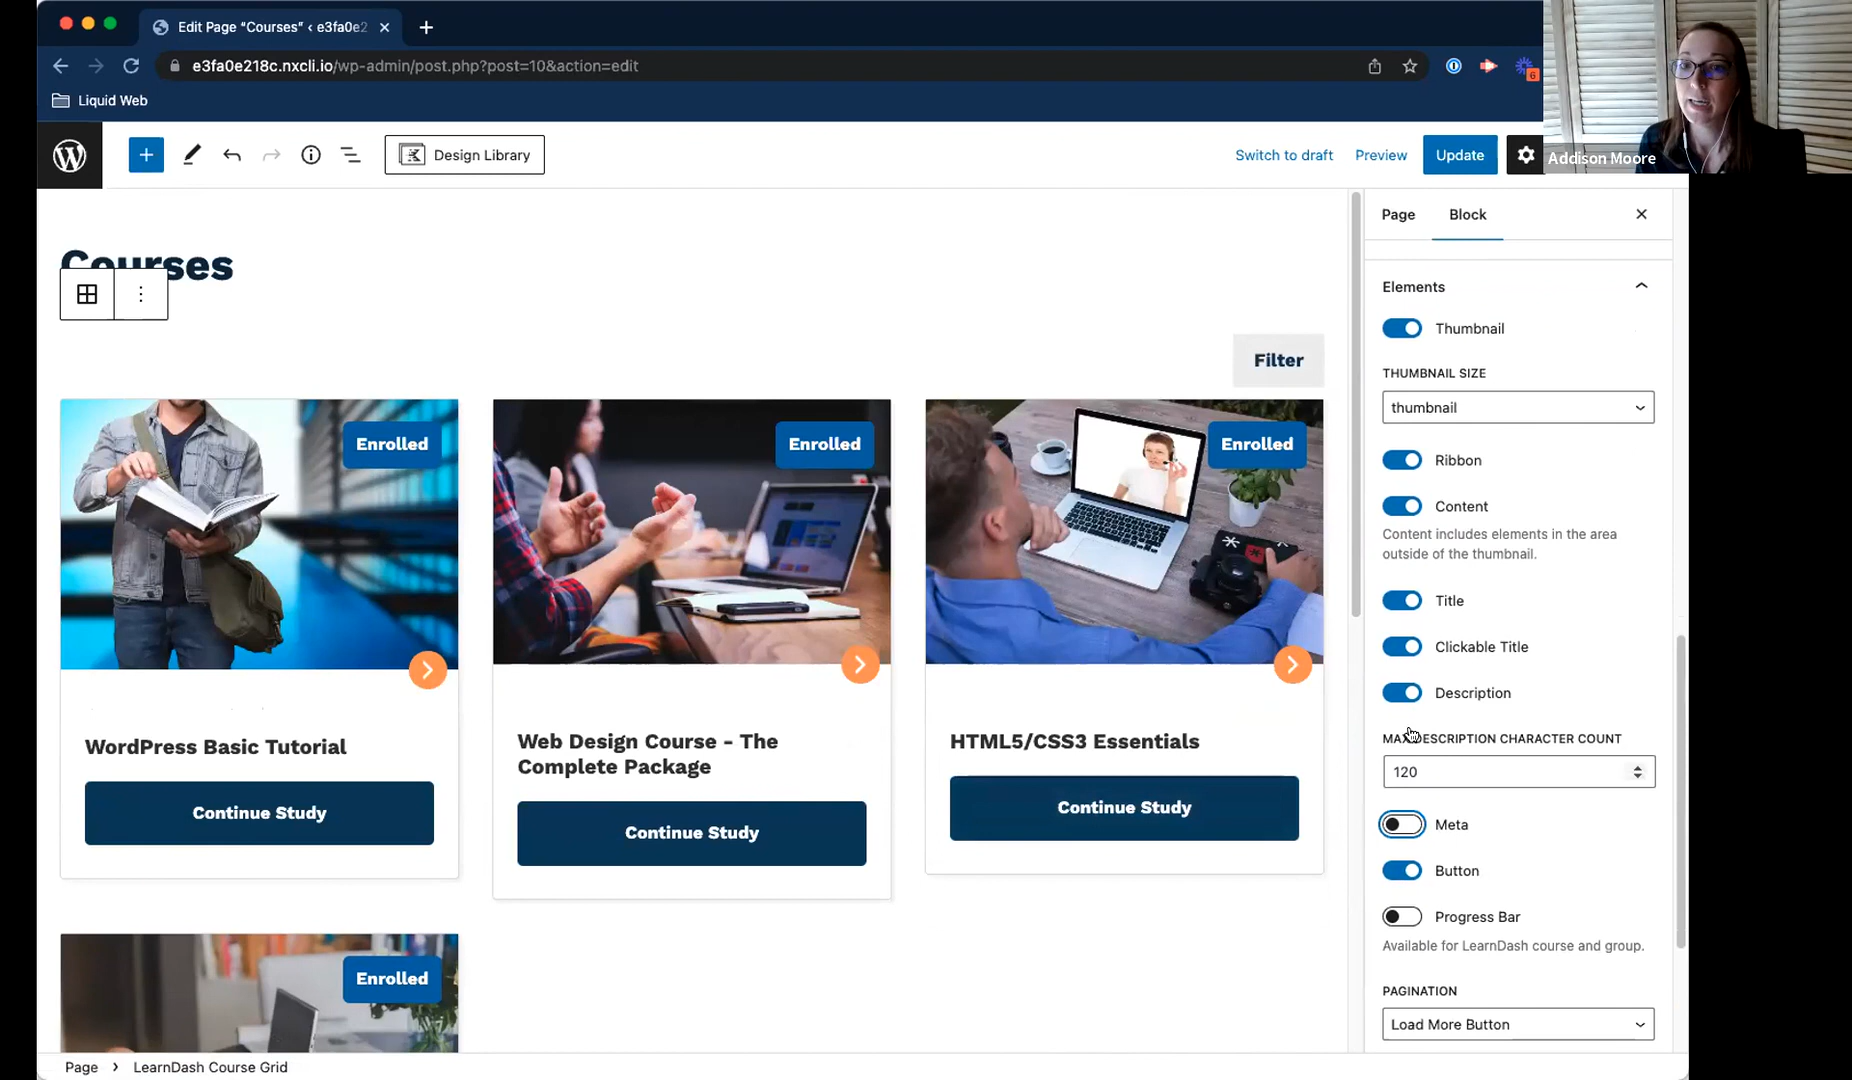 Edit Page “Courses” ‹ e3fa0e2
e3fa0e218c.nxcli.io/wp-admin/post.php?post=10&action=edit
6
Liquid Web
Design Library
Switch to draft
Preview
Update
Addison Moore
Page
Block
Courses
Filter
Enrolled
Enrolled
Enrolled
WordPress Basic Tutorial
Continue Study
Web Design Course - The
Complete Package
Continue Study
HTML5/CSS3 Essentials
Continue Study
Enrolled
Elements
Thumbnail
THUMBNAIL SIZE
thumbnail
Ribbon
Content
Content includes elements in the area
outside of the thumbnail.
Title
Clickable Title
Description
MAX DESCRIPTION CHARACTER COUNT
120
Meta
Button
Progress Bar
Available for LearnDash course and group.
PAGINATION
Load More Button
Page
LearnDash Course Grid